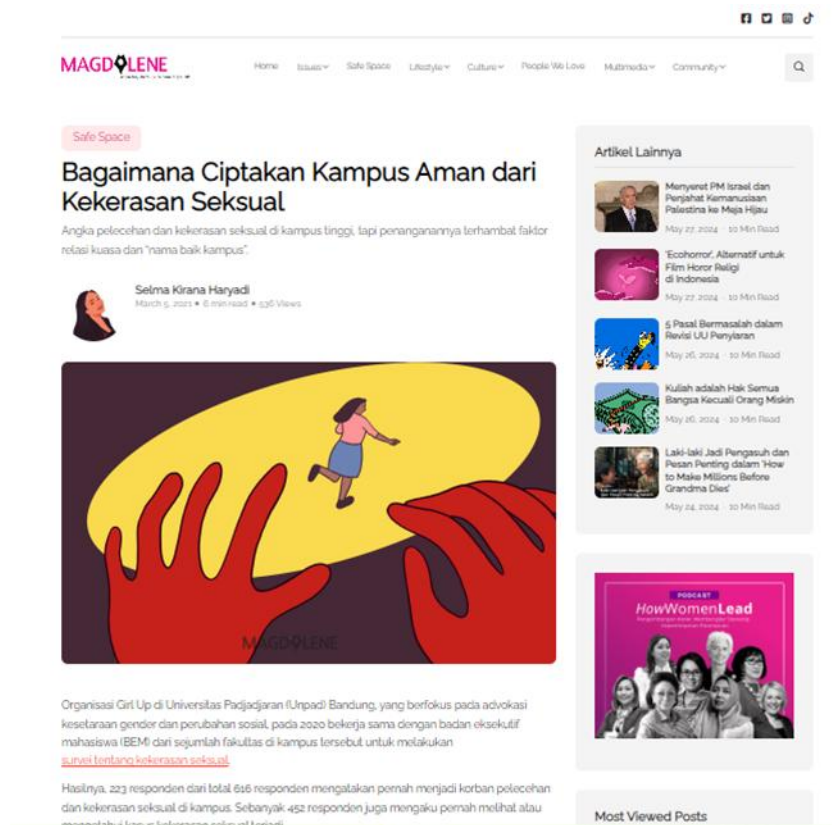 MAGDALENE
Home Issues Safe Space Lifestyle Culture People We Love Multimedia Community
Safe Space
Bagaimana Ciptakan Kampus Aman dari
Kekerasan Seksual
Angka pelecehan dan kekerasan seksual di kampus tinggi, tapi penanganannya terhambat faktor
relasi kuasa dan “nama baik kampus”.
Selma Kirana Haryadi
March 5, 2021 • 6 min read • 536 Views
MAGDALENE
Organisasi Girl Up di Universitas Padjadjaran (Unpad) Bandung, yang berfokus pada advokasi
kesetaraan gender dan perubahan sosial, pada 2020 bekerja sama dengan badan eksekutif
mahasiswa (BEM) dari sejumlah fakultas di kampus tersebut untuk melakukan
survei tentang kekerasan seksual.
Hasilnya, 223 responden dari total 616 responden mengatakan pernah menjadi korban pelecehan
dan kekerasan seksual di kampus. Sebanyak 452 responden juga mengaku pernah melihat atau
mengetahui kasus kekerasan seksual terjadi.
Artikel Lainnya
Menyeret PM Israel dan
Penjahat Kemanusiaan
Palestina ke Meja Hijau
May 27, 2024 - 10 Min Read
'Ecohorror', Alternatif untuk
Film Horor Religi
di Indonesia
May 27, 2024 - 10 Min Read
5 Pasal Bermasalah dalam
Revisi UU Penyiaran
May 26, 2024 - 10 Min Read
Kuliah adalah Hak Semua
Bangsa Kecuali Orang Miskin
May 26, 2024 - 10 Min Read
Laki-laki Jadi Pengasuh dan
Pesan Penting dalam 'How
to Make Millions Before
Grandma Dies'
May 24, 2024 - 10 Min Read
PODCAST
HowWomenLead
Most Viewed Posts